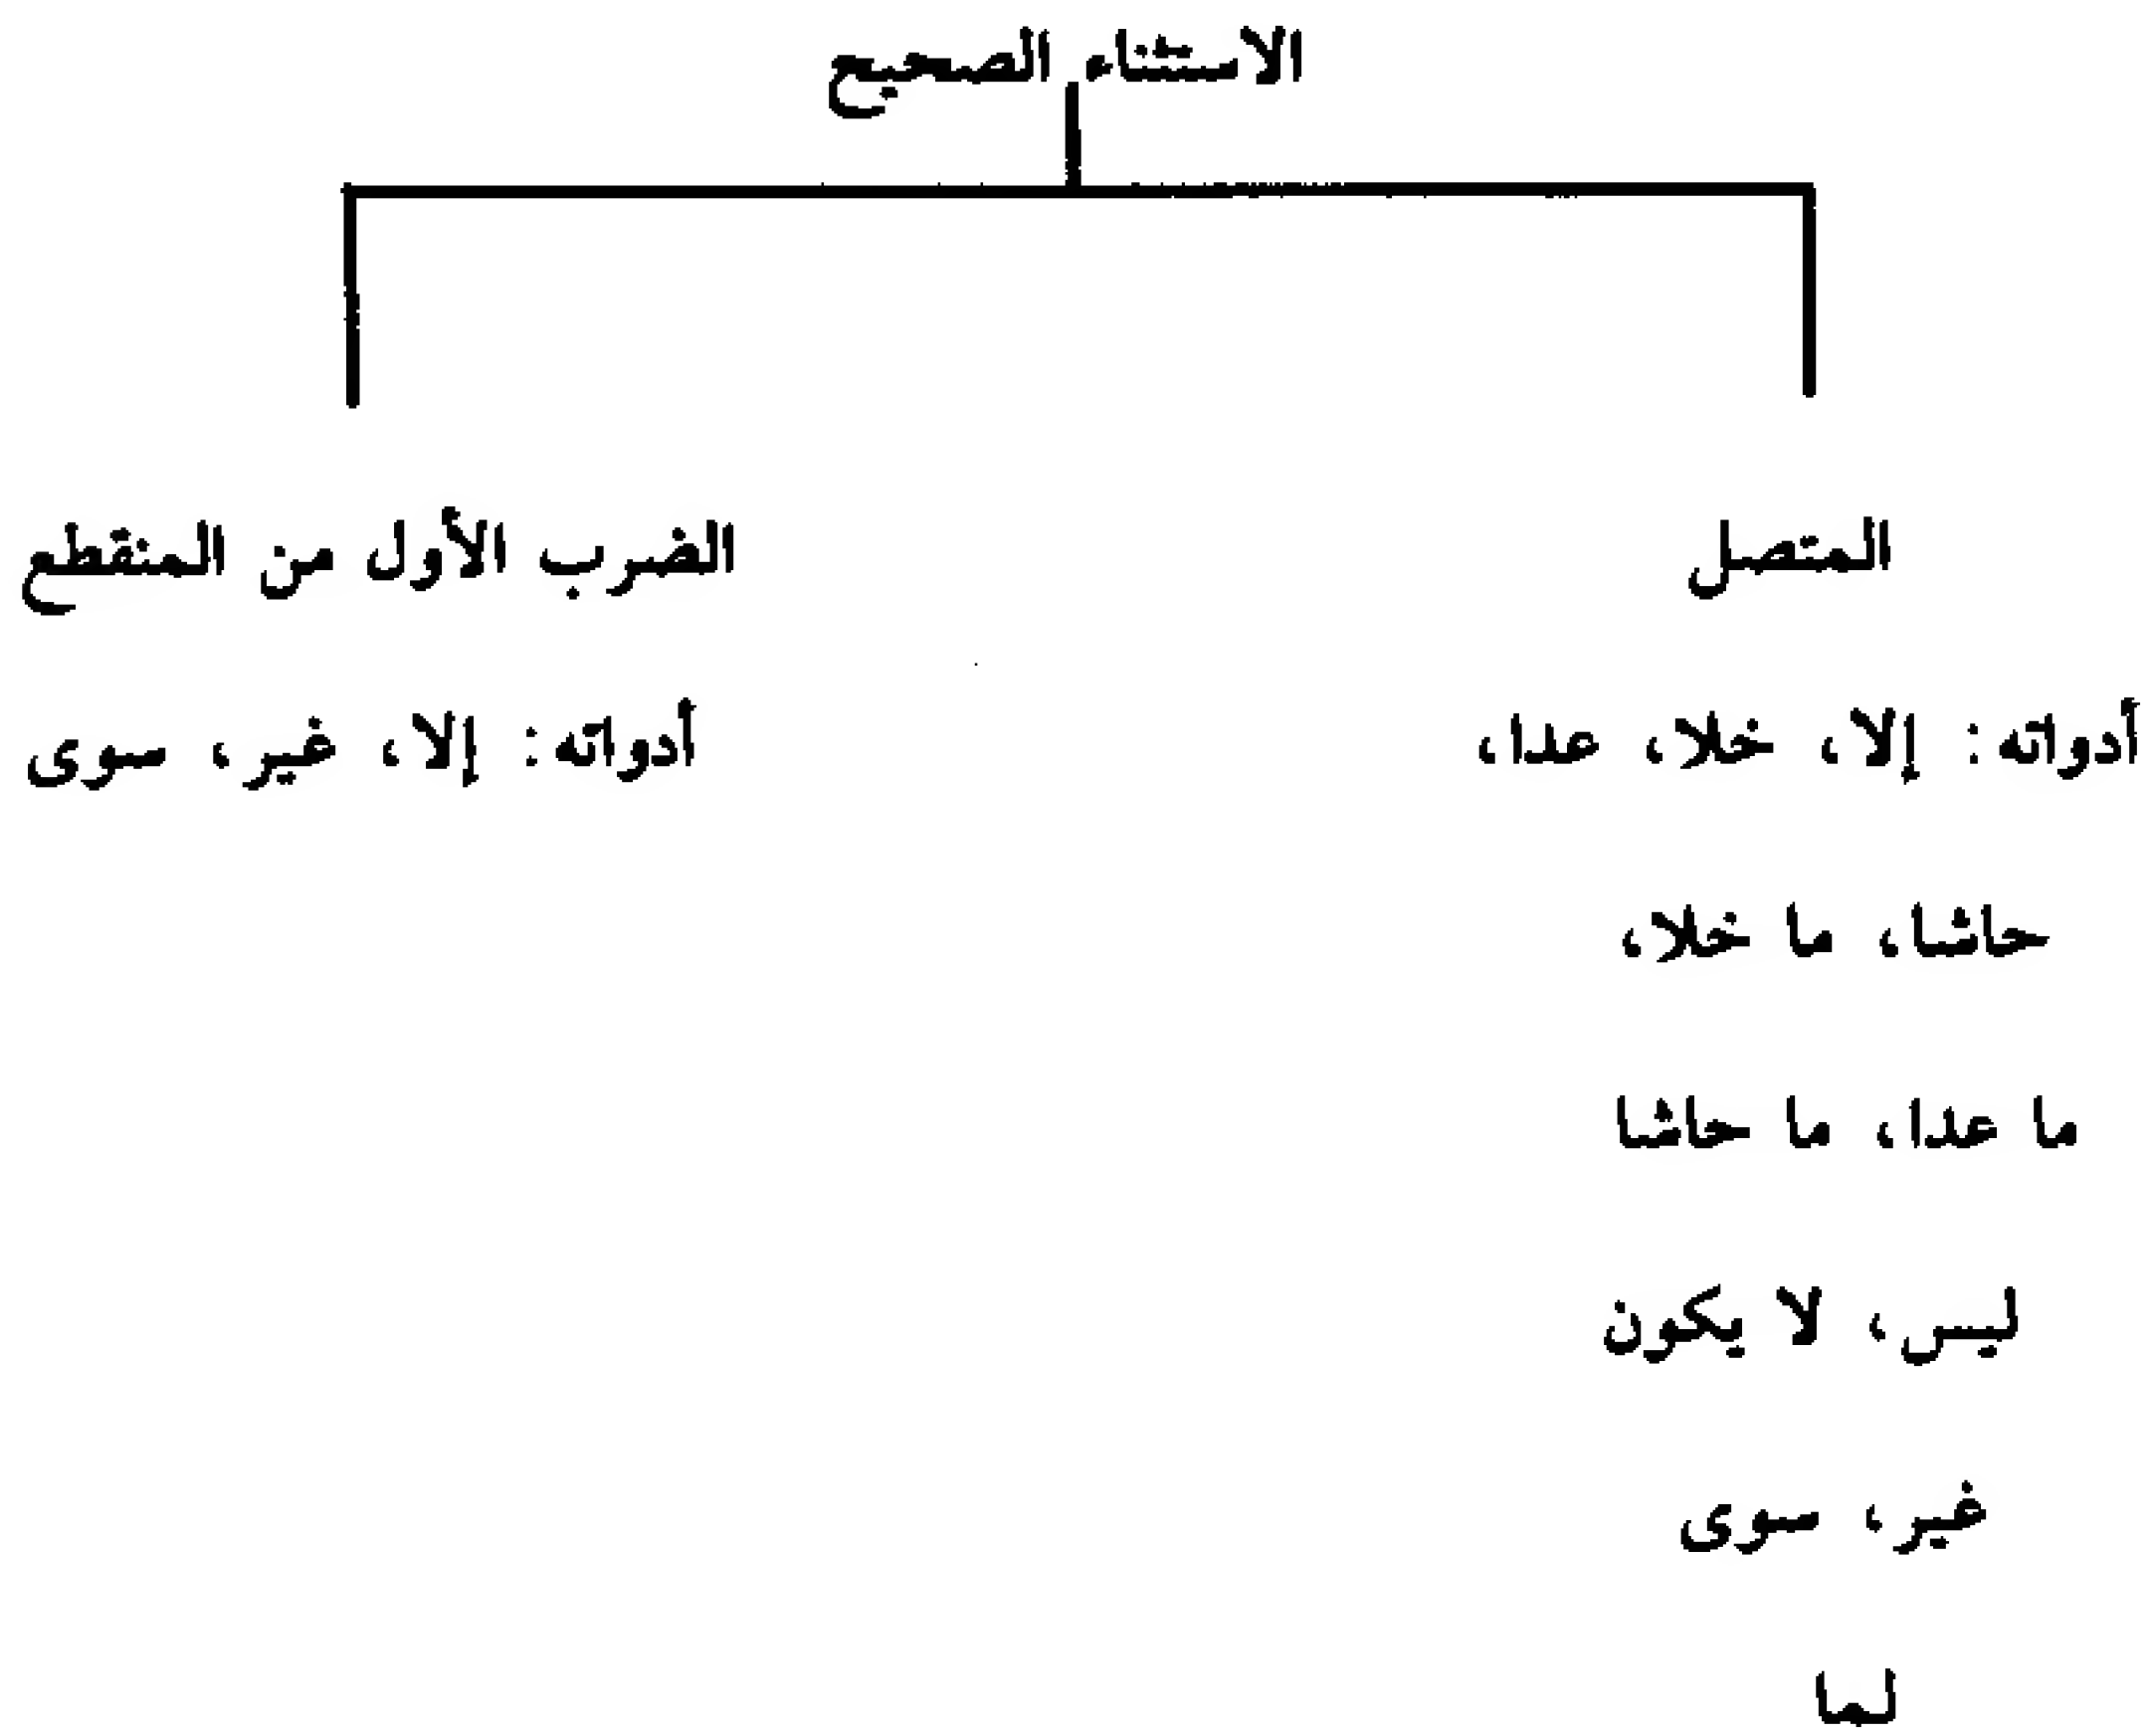 الاستثناء الصحيح
المتصل
أدواته: إلا، خلا، عدا،
حاشا، ما خلا،
ما عدا، ما حاشا
ليس، لا يكون
غير، سوى
لما
الضرب الأول من المنقطع
أدواته: إلا، غير، سوى